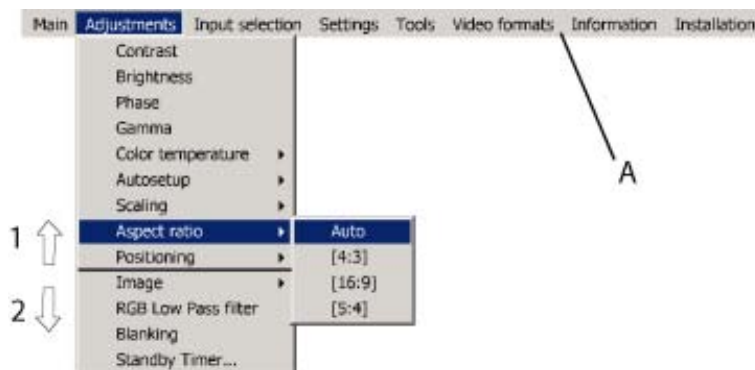 Main Adjustments Input selection Settings Tools Video formats Information Installation
Contrast
Brightness
Phase
Gamma
Color temperature
Autosetup
Scaling
Aspect ratio
Auto
Positioning
[4:3]
Image
[16:9]
RGB Low Pass filter
[5:4]
Blanking
Standby Timer...
1
2
A